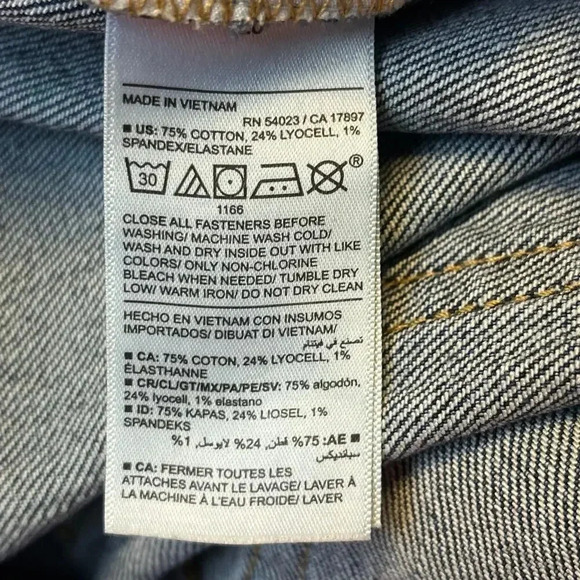 MADE IN VIETNAM
RN 54023 / CA 17897
■ US: 75% COTTON, 24% LYOCELL, 1%
SPANDEX/ELASTANE
30
®
1166
CLOSE ALL FASTENERS BEFORE
WASHING/ MACHINE WASH COLD/
WASH AND DRY INSIDE OUT WITH LIKE
COLORS/ ONLY NON-CHLORINE
BLEACH WHEN NEEDED/ TUMBLE DRY
LOW/ WARM IRON/ DO NOT DRY CLEAN
HECHO EN VIETNAM CON INSUMOS
IMPORTADOS/ DIBUAT DI VIETNAM/
تصنع في فيتنام
■ CA: 75% COTON, 24% LYOCELL, 1%
ÉLASTHANNE
■ CR/CL/GT/MX/PA/PE/SV: 75% algodón,
24% lyocell, 1% elastano
■ ID: 75% KAPAS, 24% LIOSEL, 1%
SPANDEKS
■ AE: 75% قطن, 24% لايوسل, 1%
سباندیکس
■ CA: FERMER TOUTES LES
ATTACHES AVANT LE LAVAGE/ LAVER À
LA MACHINE À L'EAU FROIDE/ LAVER